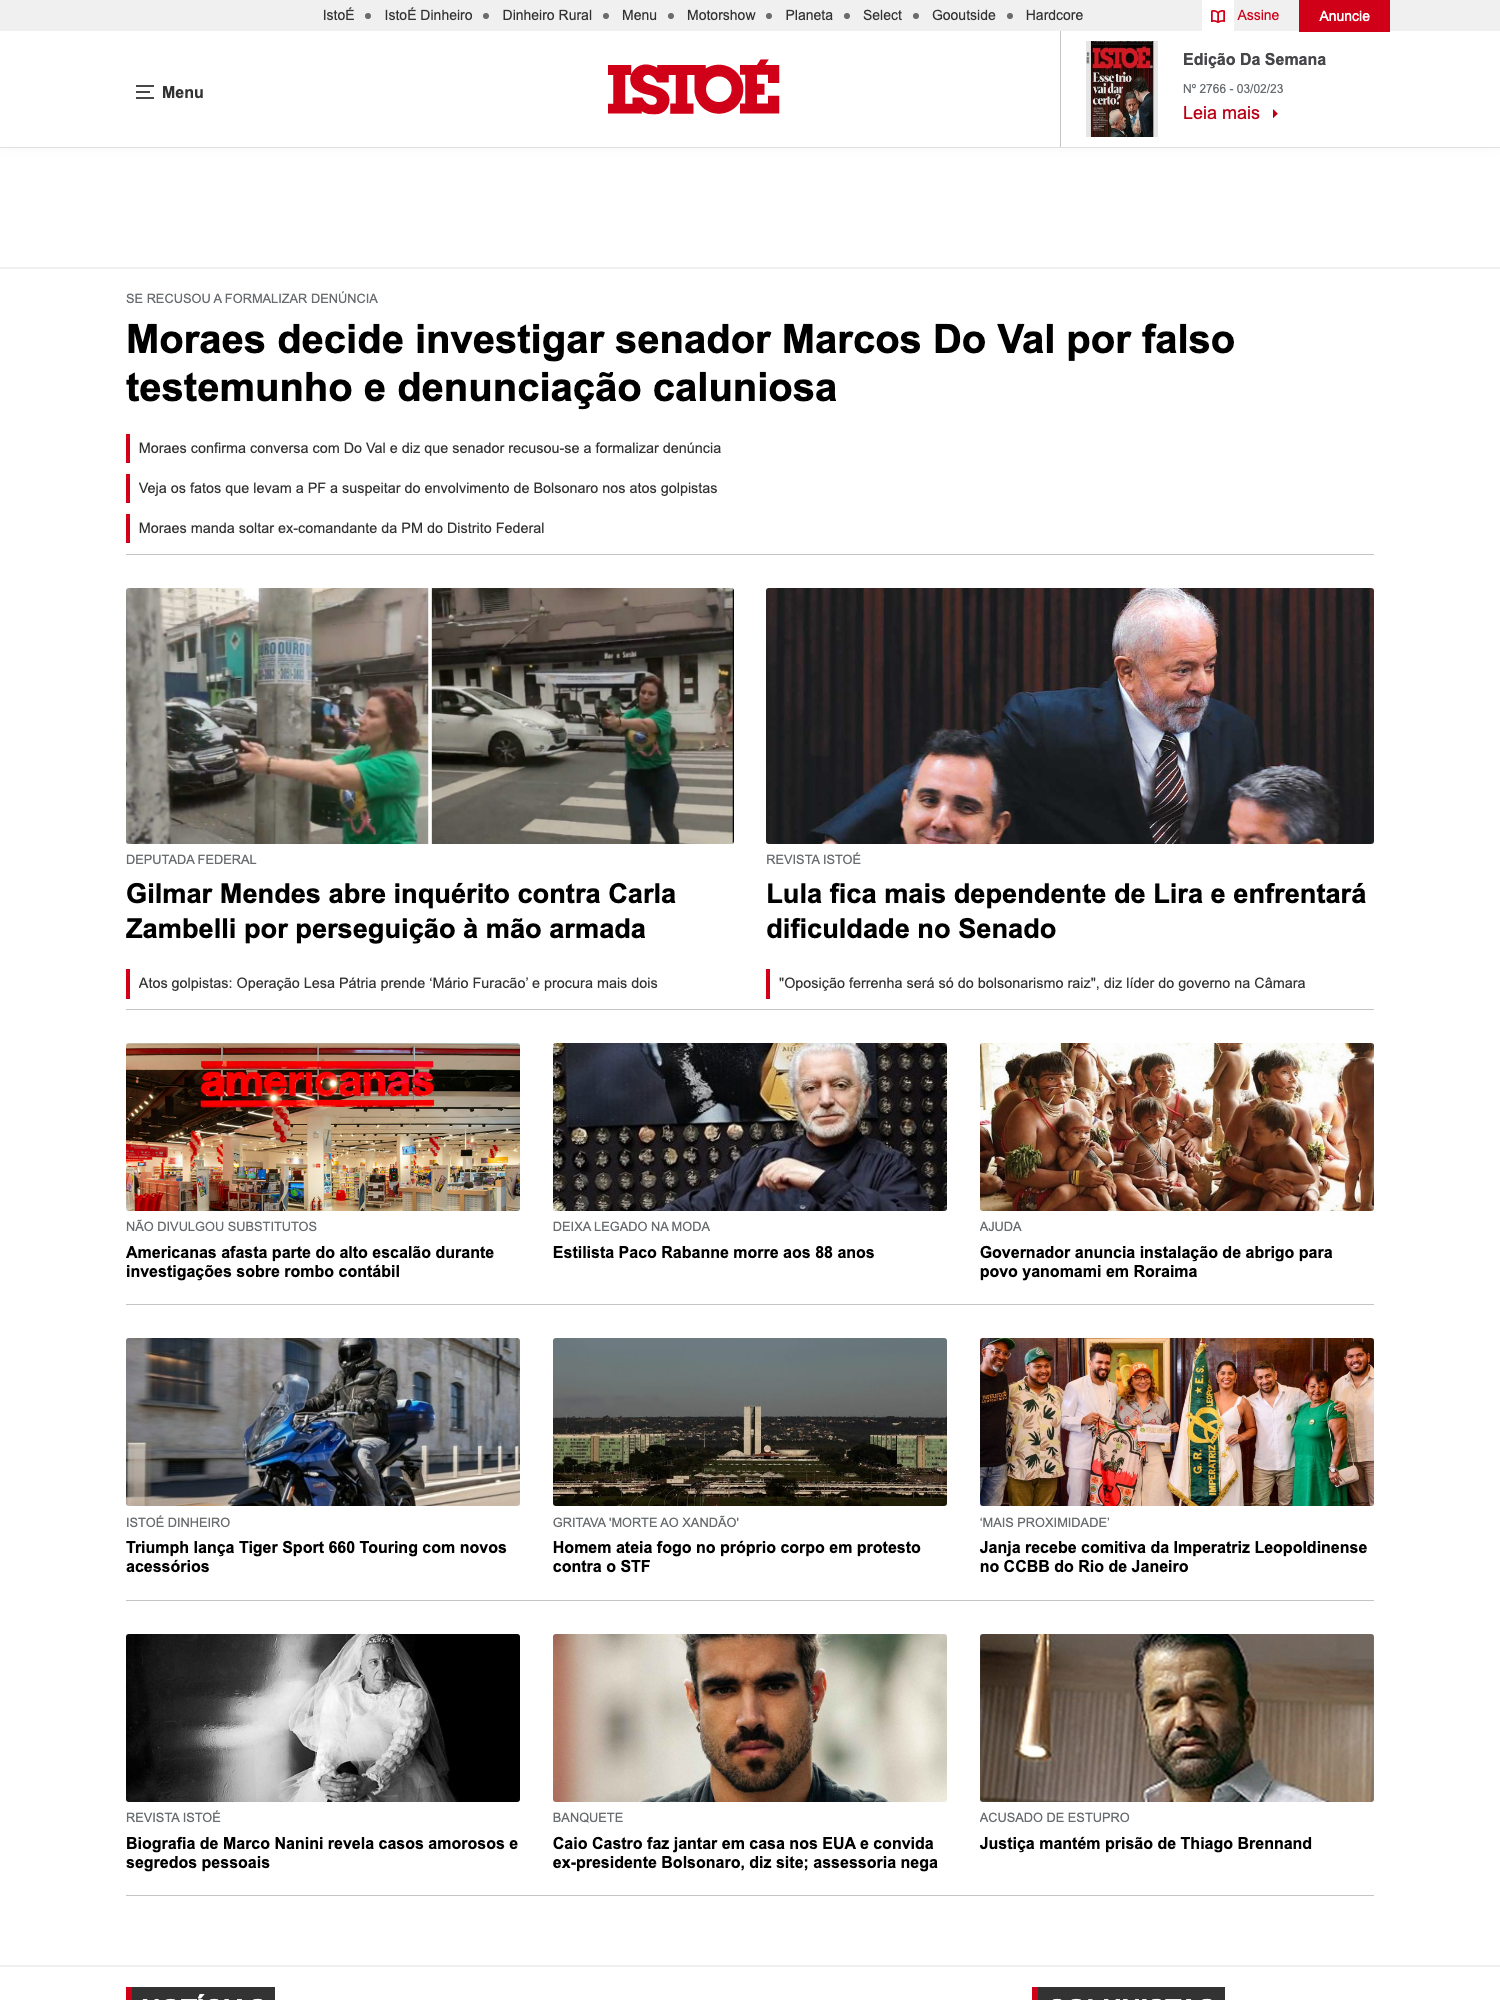 IstoÉ • IstoÉ Dinheiro • Dinheiro Rural • Menu • Motorshow • Planeta • Select • Gooutside • Hardcore
Assine
Anuncie
Menu
ISTOÉ
ISTOÉ
Esse trio
vai dar
certo?
Edição Da Semana
Nº 2766 - 03/02/23
Leia mais
SE RECUSOU A FORMALIZAR DENÚNCIA
Moraes decide investigar senador Marcos Do Val por falso
testemunho e denunciação caluniosa
Moraes confirma conversa com Do Val e diz que senador recusou-se a formalizar denúncia
Veja os fatos que levam a PF a suspeitar do envolvimento de Bolsonaro nos atos golpistas
Moraes manda soltar ex-comandante da PM do Distrito Federal
DEPUTADA FEDERAL
Gilmar Mendes abre inquérito contra Carla
Zambelli por perseguição à mão armada
Atos golpistas: Operação Lesa Pátria prende ‘Mário Furacão’ e procura mais dois
REVISTA ISTOÉ
Lula fica mais dependente de Lira e enfrentará
dificuldade no Senado
"Oposição ferrenha será só do bolsonarismo raiz", diz líder do governo na Câmara
americanas
NÃO DIVULGOU SUBSTITUTOS
Americanas afasta parte do alto escalão durante
investigações sobre rombo contábil
DEIXA LEGADO NA MODA
Estilista Paco Rabanne morre aos 88 anos
AJUDA
Governador anuncia instalação de abrigo para
povo yanomami em Roraima
ISTOÉ DINHEIRO
Triumph lança Tiger Sport 660 Touring com novos
acessórios
GRITAVA 'MORTE AO XANDÃO'
Homem ateia fogo no próprio corpo em protesto
contra o STF
G. R. E. S.
IMPERATRIZ LEOPOL
‘MAIS PROXIMIDADE’
Janja recebe comitiva da Imperatriz Leopoldinense
no CCBB do Rio de Janeiro
REVISTA ISTOÉ
Biografia de Marco Nanini revela casos amorosos e
segredos pessoais
BANQUETE
Caio Castro faz jantar em casa nos EUA e convida
ex-presidente Bolsonaro, diz site; assessoria nega
ACUSADO DE ESTUPRO
Justiça mantém prisão de Thiago Brennand